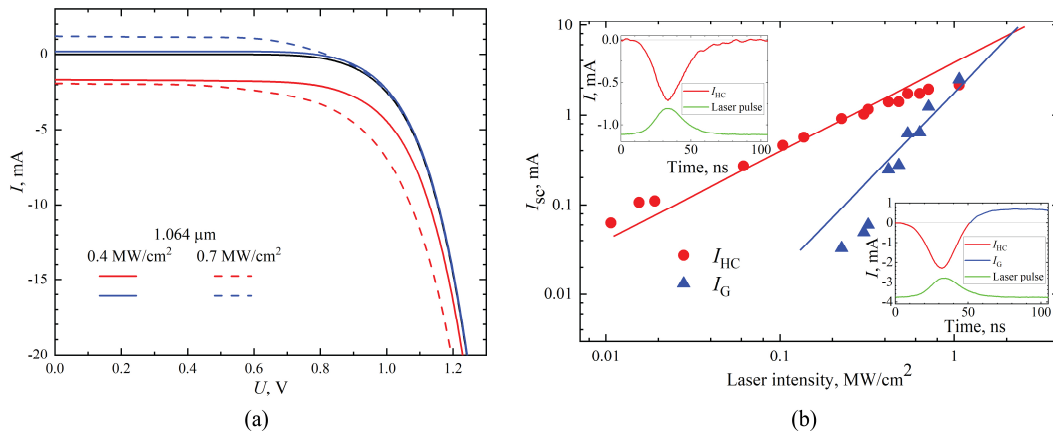 (a)
I, mA
0
-5
-10
-15
-20
1.064 µm
0.4 MW/cm2 0.7 MW/cm2
0.0 0.2 0.4 0.6 0.8 1.0 1.2
U, V
(a)
(b)
Isc, mA
10
1
0.1
0.01
0.0
-0.5
-1.0
I, mA
IHC
Laser pulse
0 50 100
Time, ns
IHC
IG
1
0
-1
-2
-3
-4
I, mA
IHC
IG
Laser pulse
0 50 100
Time, ns
0.01 0.1 1
Laser intensity, MW/cm2
(b)